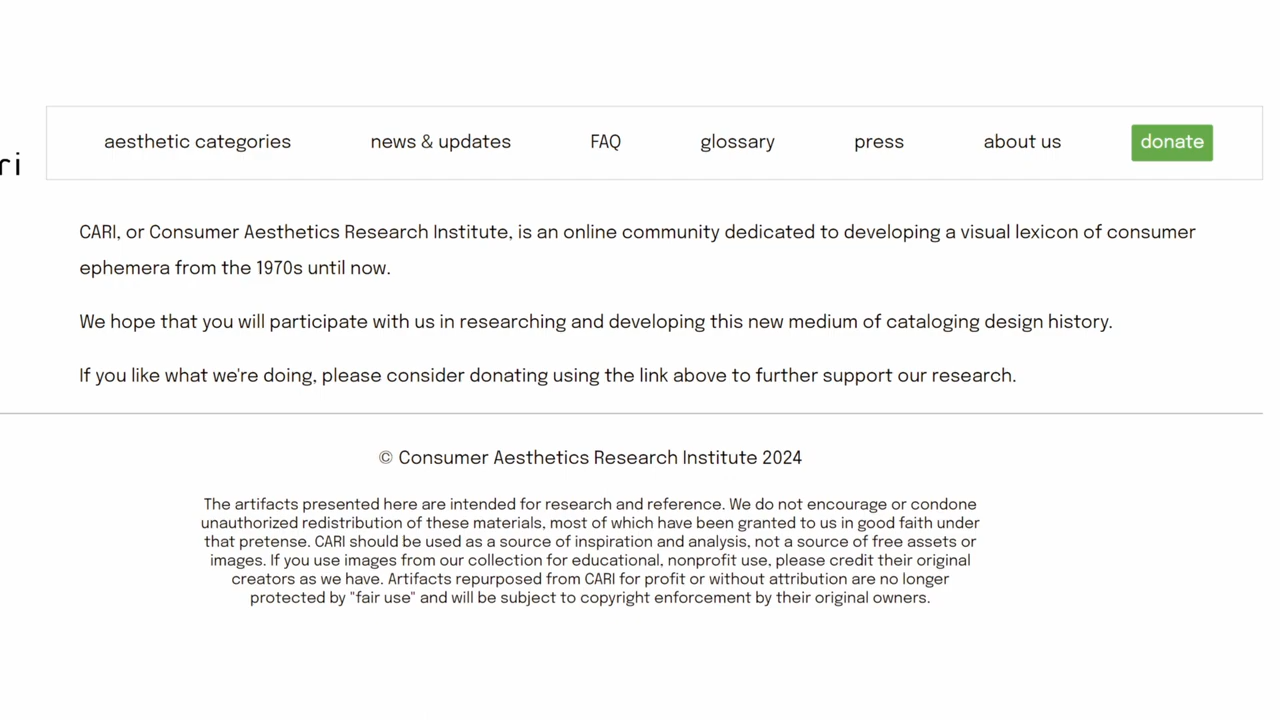 aesthetic categories news & updates FAQ glossary press about us donate
ri
CARI, or Consumer Aesthetics Research Institute, is an online community dedicated to developing a visual lexicon of consumer
ephemera from the 1970s until now.
We hope that you will participate with us in researching and developing this new medium of cataloging design history.
If you like what we're doing, please consider donating using the link above to further support our research.
© Consumer Aesthetics Research Institute 2024
The artifacts presented here are intended for research and reference. We do not encourage or condone
unauthorized redistribution of these materials, most of which have been granted to us in good faith under
that pretense. CARI should be used as a source of inspiration and analysis, not a source of free assets or
images. If you use images from our collection for educational, nonprofit use, please credit their original
creators as we have. Artifacts repurposed from CARI for profit or without attribution are no longer
protected by "fair use" and will be subject to copyright enforcement by their original owners.